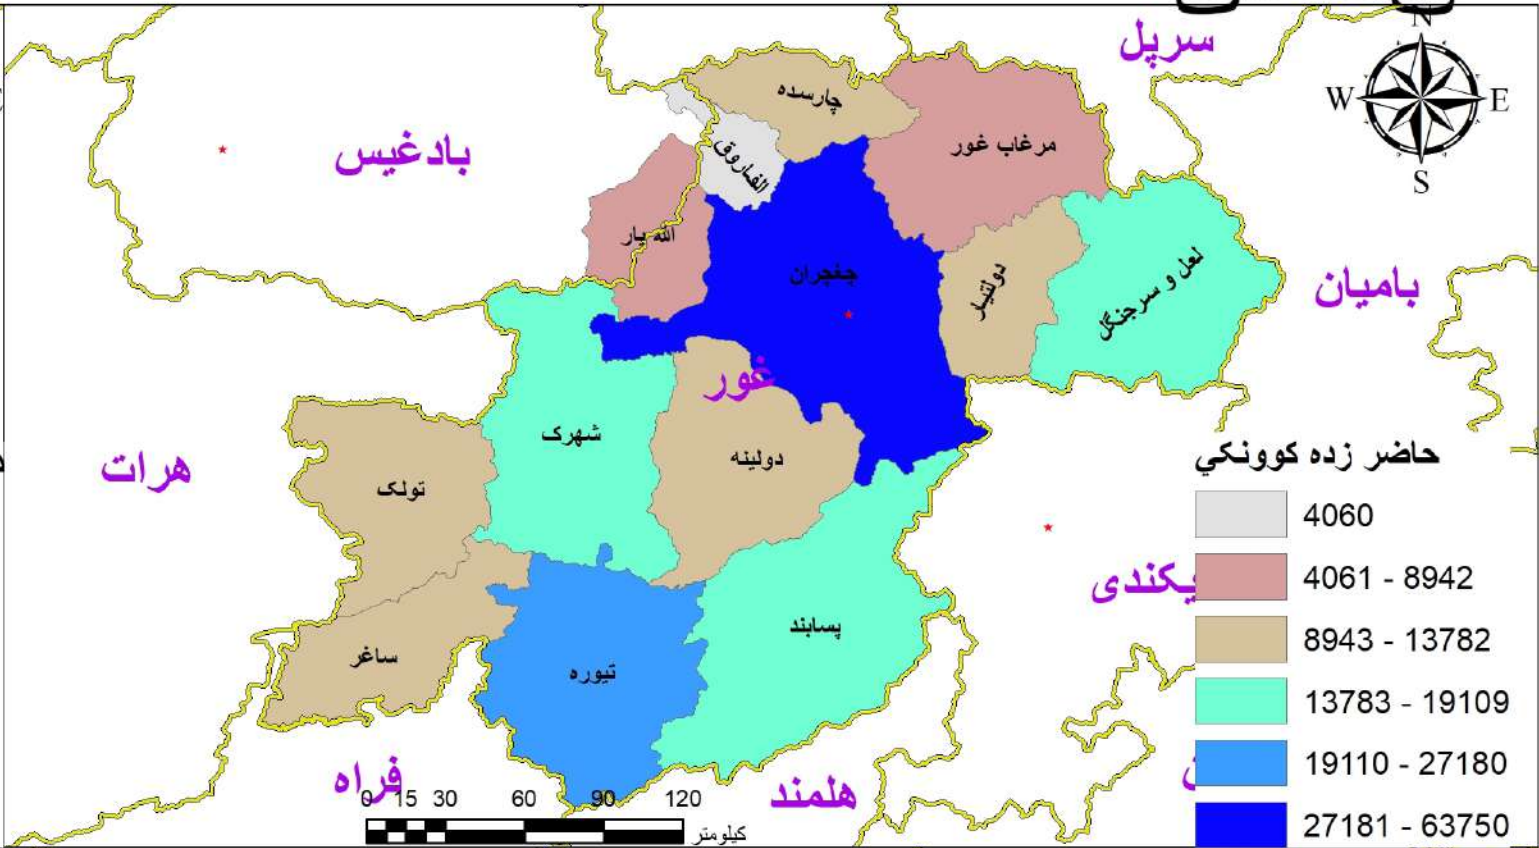 سرپل
N
W
E
S
چارسده
بادغیس
مرغاب غور
الفاروق
الله یار
چغچران
دولتیار
لعل و سرجنگل
بامیان
غور
شهرک
دولینه
هرات
تولک
حاضر زده کوونکي
4060
4061 - 8942
یکندی
8943 - 13782
پسابند
ساغر
تیوره
13783 - 19109
19110 - 27180
فراه
هلمند
0 15 30 60 90 120
کیلومتر
27181 - 63750